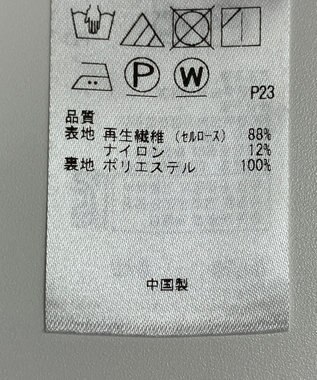 P W
P23
品質
表地 再生繊維 (セルロース) 88%
ナイロン 12%
裏地 ポリエステル 100%
中国製